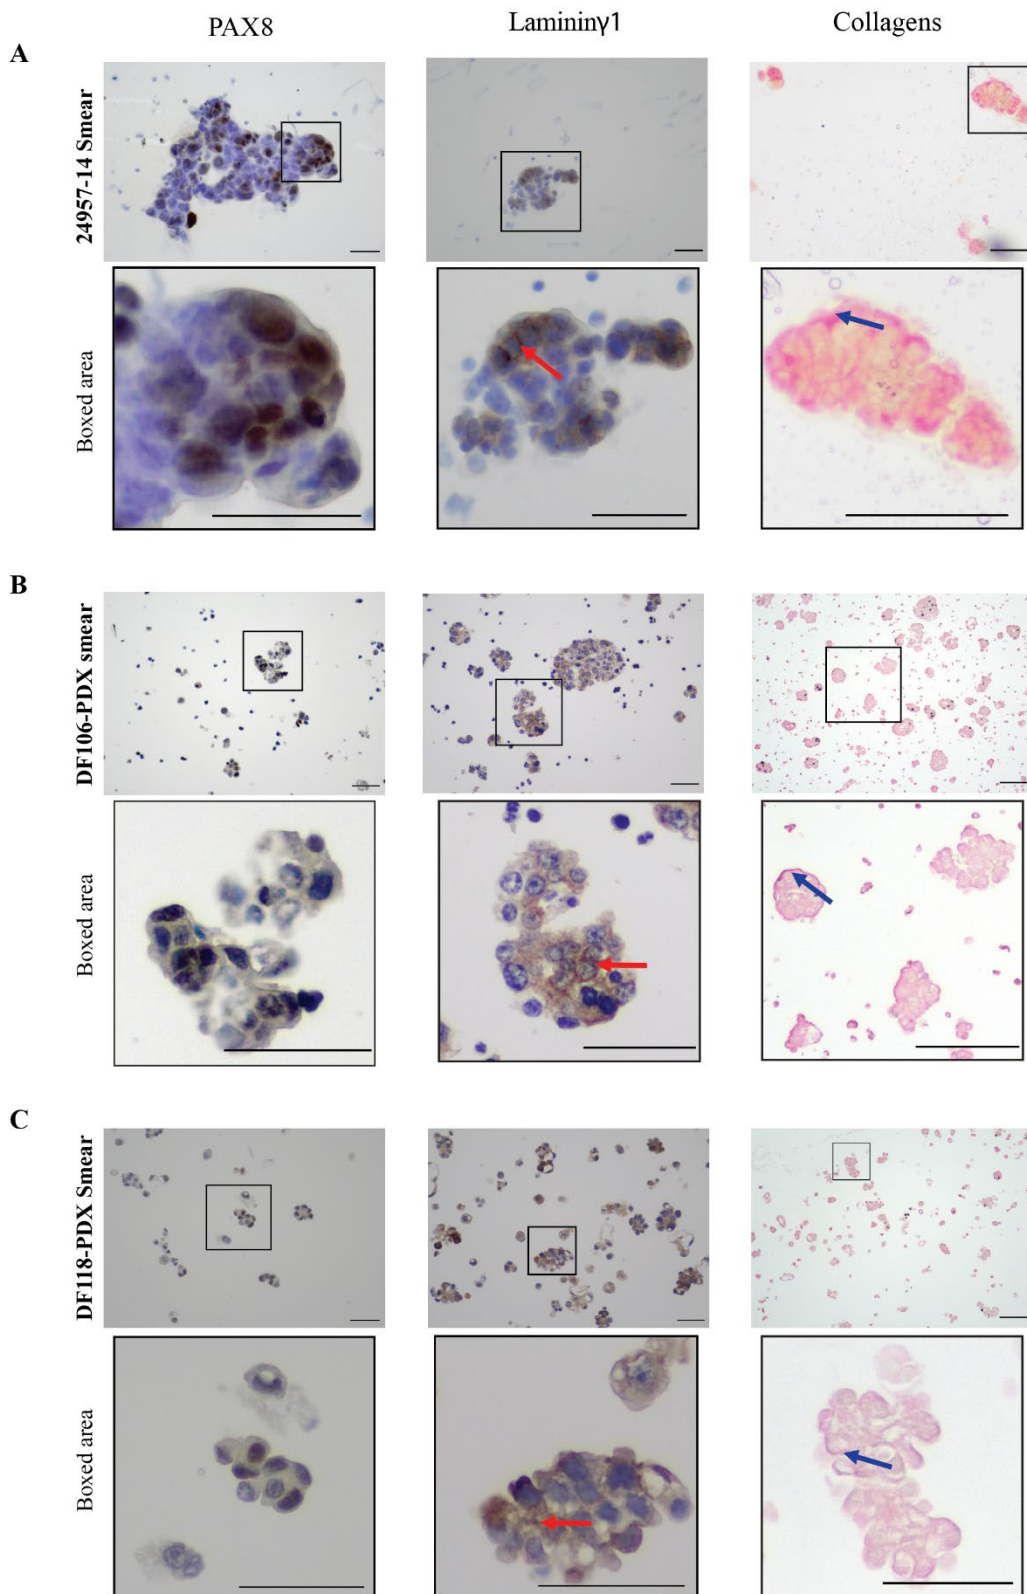 PAX8
Lamininγ1
Collagens
A
24957-14 Smear
Boxed area
B
DF106-PDX smear
Boxed area
C
DF118-PDX Smear
Boxed area